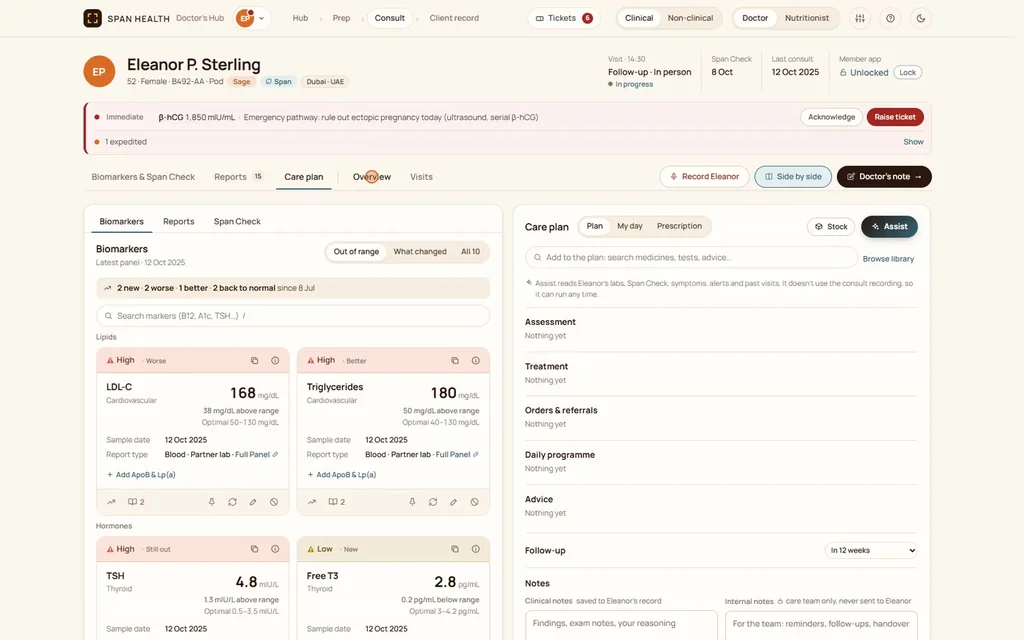 SPAN HEALTH Doctor's Hub EP Hub Prep Consult Client record Tickets 6 Clinical Non-clinical Doctor Nutritionist
EP
Eleanor P. Sterling
52 · Female · B492-AA · Pod Sage Span Dubai · UAE
Visit · 14:30
Follow-up · In person
In progress
Span Check
8 Oct
Last consult
12 Oct 2025
Member app
Unlocked Lock
Immediate β-hCG 1,850 mIU/mL · Emergency pathway: rule out ectopic pregnancy today (ultrasound, serial β-hCG) Acknowledge Raise ticket
1 expedited Show
Biomarkers & Span Check Reports 15 Care plan Overview Visits Record Eleanor Side by side Doctor's note →
Biomarkers Reports Span Check
Biomarkers
Latest panel · 12 Oct 2025
Out of range What changed All 10
2 new · 2 worse · 1 better · 2 back to normal since 8 Jul
Search markers (B12, A1c, TSH...) /
Lipids
High · Worse
LDL-C 168 mg/dL
Cardiovascular
38 mg/dL above range
Optimal 50–130 mg/dL
Sample date 12 Oct 2025
Report type Blood · Partner lab · Full Panel
+ Add ApoB & Lp(a)
2
High · Better
Triglycerides 180 mg/dL
Cardiovascular
50 mg/dL above range
Optimal 40–130 mg/dL
Sample date 12 Oct 2025
Report type Blood · Partner lab · Full Panel
+ Add ApoB & Lp(a)
2
Hormones
High · Still out
TSH 4.8 mIU/L
Thyroid
1.3 mIU/L above range
Optimal 0.5–3.5 mIU/L
Sample date 12 Oct 2025
Low · New
Free T3 2.8 pg/mL
Thyroid
0.2 pg/mL below range
Optimal 3–4.2 pg/mL
Sample date 12 Oct 2025
Care plan Plan My day Prescription Stock Assist
Add to the plan: search medicines, tests, advice... Browse library
Assist reads Eleanor's labs, Span Check, symptoms, alerts and past visits. It doesn't use the consult recording, so
it can run any time.
Assessment
Nothing yet
Treatment
Nothing yet
Orders & referrals
Nothing yet
Daily programme
Nothing yet
Advice
Nothing yet
Follow-up In 12 weeks
Notes
Clinical notes saved to Eleanor's record
Findings, exam notes, your reasoning
Internal notes care team only, never sent to Eleanor
For the team: reminders, follow-ups, handover